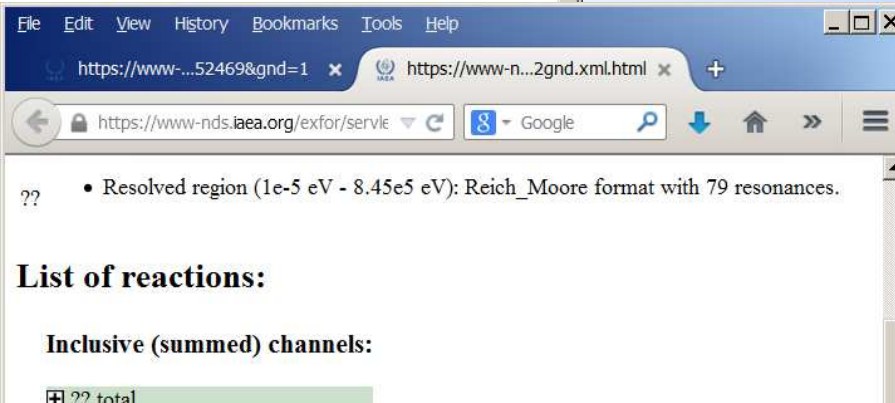 File Edit View History Bookmarks Tools Help
https://www-...52469&gnd=1 × https://www-n...2gnd.xml.html × +
https://www-nds.iaea.org/exfor/servle Google
?? • Resolved region (1e-5 eV - 8.45e5 eV): Reich_Moore format with 79 resonances.
List of reactions:
Inclusive (summed) channels:
?? total